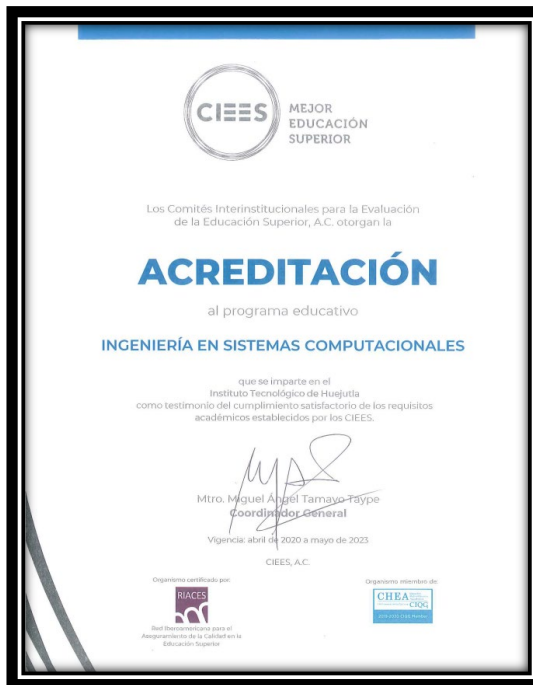 CIEES
MEJOR
EDUCACIÓN
SUPERIOR
Los Comités Interinstitucionales para la Evaluación
de la Educación Superior, A.C. otorgan la
ACREDITACIÓN
al programa educativo
INGENIERÍA EN SISTEMAS COMPUTACIONALES
que se imparte en el
Instituto Tecnológico de Huejutla
como testimonio del cumplimiento satisfactorio de los requisitos
académicos establecidos por los CIEES.
Mtro. Miguel Ángel Tamayo Taype
Coordinador General
Vigencia: abril de 2020 a mayo de 2023
CIEES, A.C.
Organismo certificado por:
RIACES
Red Iberoamericana para el
Aseguramiento de la Calidad en la
Educación Superior
Organismo miembro de:
CHEA
CIQG